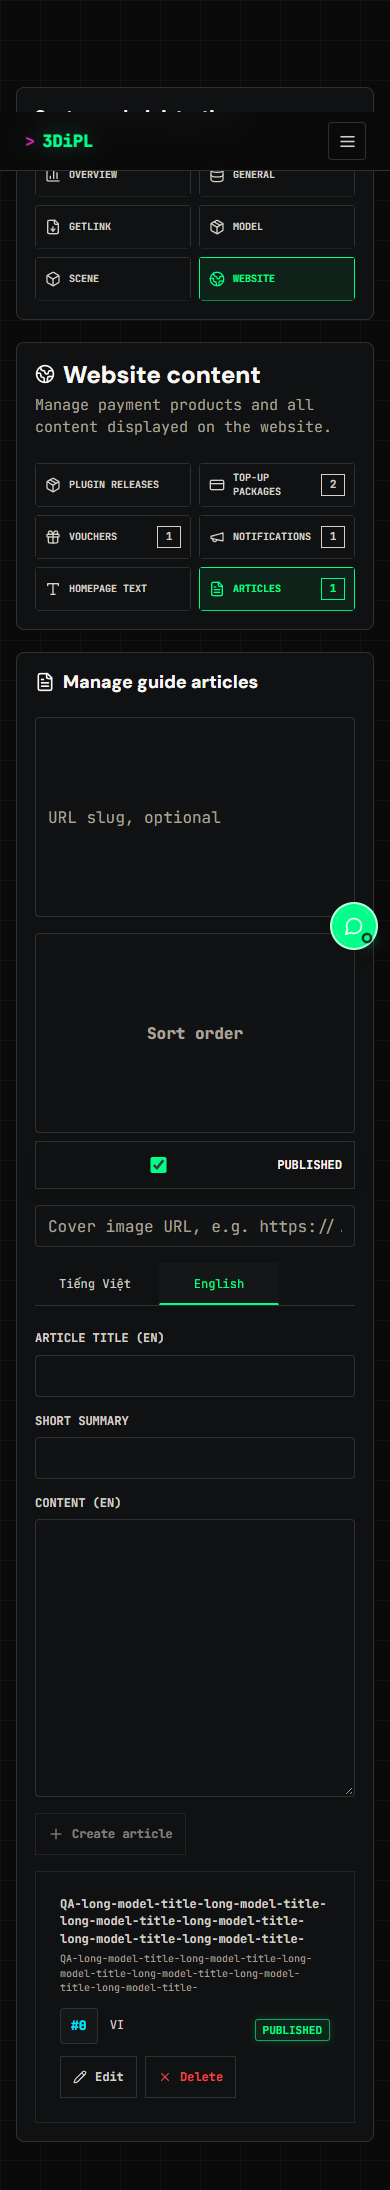 > 3DiPL
OVERVIEW
GENERAL
GETLINK
MODEL
SCENE
WEBSITE
Website content
Manage payment products and all
content displayed on the website.
PLUGIN RELEASES
TOP-UP
PACKAGES
2
VOUCHERS
1
NOTIFICATIONS
1
HOMEPAGE TEXT
ARTICLES
1
Manage guide articles
URL slug, optional
Sort order
PUBLISHED
Cover image URL, e.g. https://.
Tiếng Việt
English
ARTICLE TITLE (EN)
SHORT SUMMARY
CONTENT (EN)
Create article
QA-long-model-title-long-model-title-
long-model-title-long-model-title-
long-model-title-long-model-title-
QA-long-model-title-long-model-title-long-
model-title-long-model-title-long-model-
title-long-model-title-
#0
VI
PUBLISHED
Edit
Delete